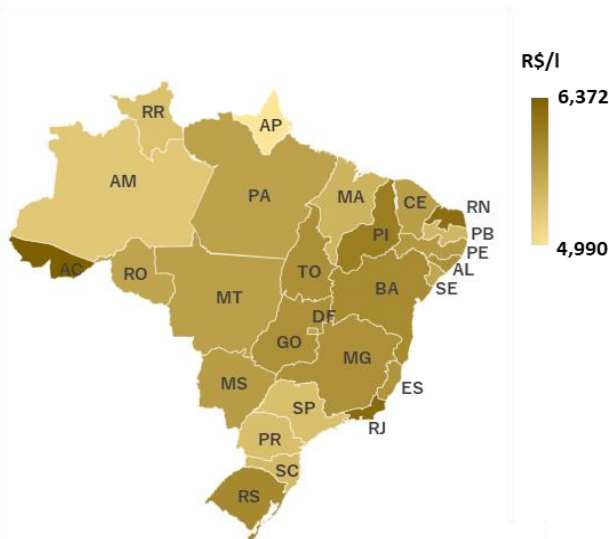 R$/l
6,372
4,990
RR
AP
AM
PA
MA
CE
RN
PB
PE
AL
SE
PI
AC
RO
TO
BA
MT
DF
GO
MG
ES
MS
SP
RJ
PR
SC
RS